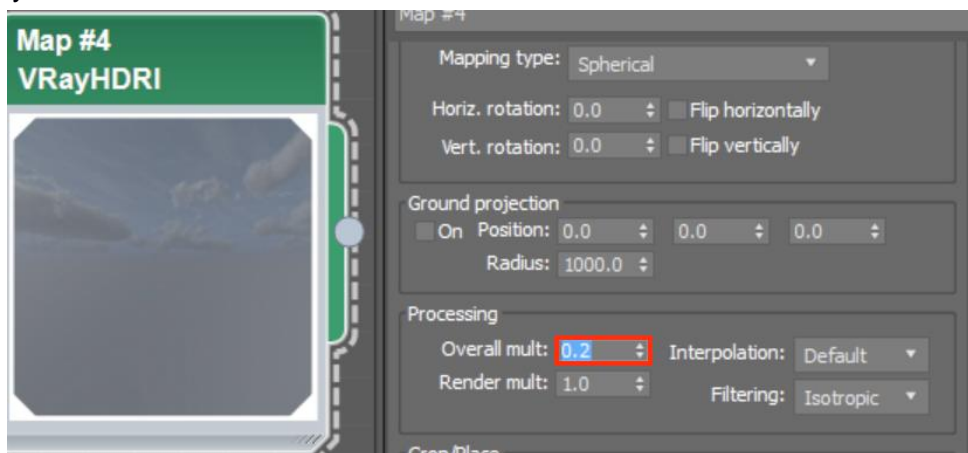 Map #4
VRayHDRI
Map #4
Mapping type: Spherical
Horiz. rotation: 0.0 Flip horizontally
Vert. rotation: 0.0 Flip vertically
Ground projection
On Position: 0.0 0.0 0.0
Radius: 1000.0
Processing
Overall mult: 0.2 Interpolation: Default
Render mult: 1.0 Filtering: Isotropic
Crop/Place